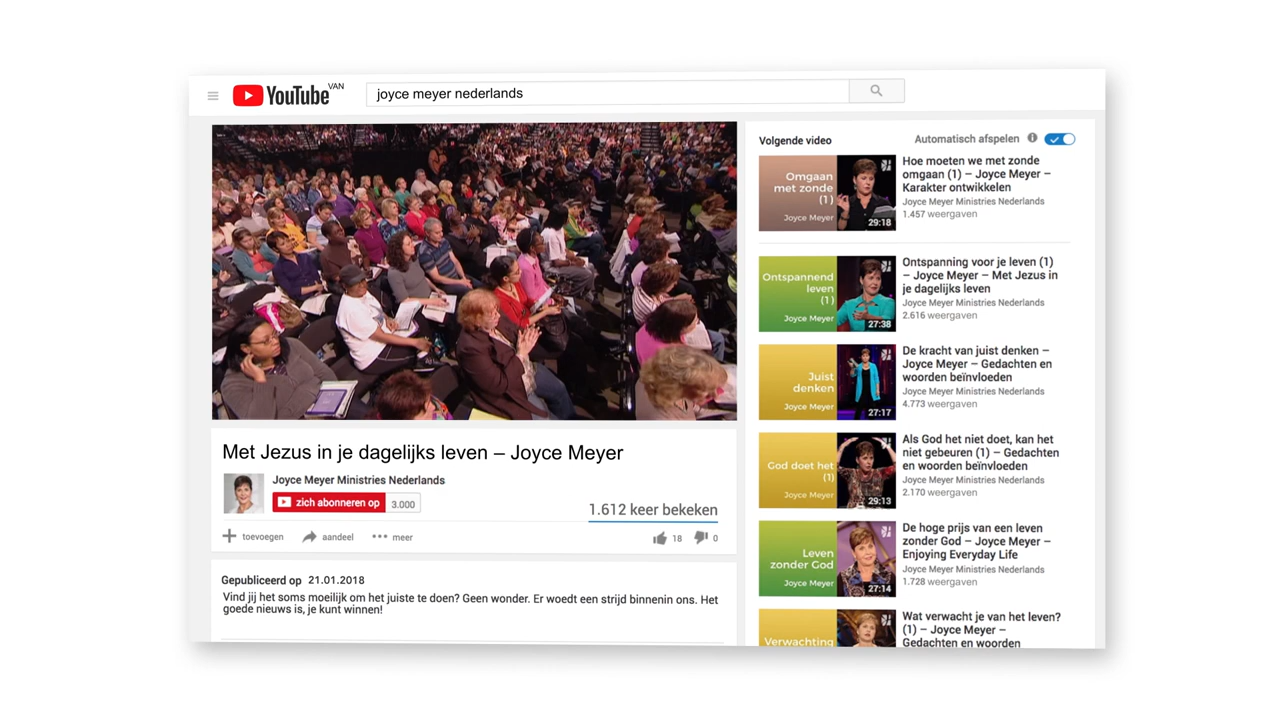 YouTube VAN
joyce meyer nederlands
Met Jezus in je dagelijks leven – Joyce Meyer
Joyce Meyer Ministries Nederlands
zich abonneren op 3.000
1.612 keer bekeken
toevoegen aandeel meer 18 0
Gepubliceerd op 21.01.2018
Vind jij het soms moeilijk om het juiste te doen? Geen wonder. Er woedt een strijd binnenin ons. Het
goede nieuws is, je kunt winnen!
Volgende video Automatisch afspelen
Omgaan
met zonde
(1)
Joyce Meyer
29:18
Hoe moeten we met zonde
omgaan (1) – Joyce Meyer –
Karakter ontwikkelen
Joyce Meyer Ministries Nederlands
1.457 weergaven
Ontspannend
leven
(1)
Joyce Meyer
27:38
Ontspanning voor je leven (1)
– Joyce Meyer – Met Jezus in
je dagelijks leven
Joyce Meyer Ministries Nederlands
2.616 weergaven
Juist
denken
Joyce Meyer
27:17
De kracht van juist denken –
Joyce Meyer – Gedachten en
woorden beïnvloeden
Joyce Meyer Ministries Nederlands
4.773 weergaven
God doet het
(1)
Joyce Meyer
29:13
Als God het niet doet, kan het
niet gebeuren (1) – Gedachten
en woorden beïnvloeden
Joyce Meyer Ministries Nederlands
2.170 weergaven
Leven
zonder God
Joyce Meyer
27:14
De hoge prijs van een leven
zonder God – Joyce Meyer –
Enjoying Everyday Life
Joyce Meyer Ministries Nederlands
1.728 weergaven
Verwachting
Wat verwacht je van het leven?
(1) – Joyce Meyer –
Gedachten en woorden